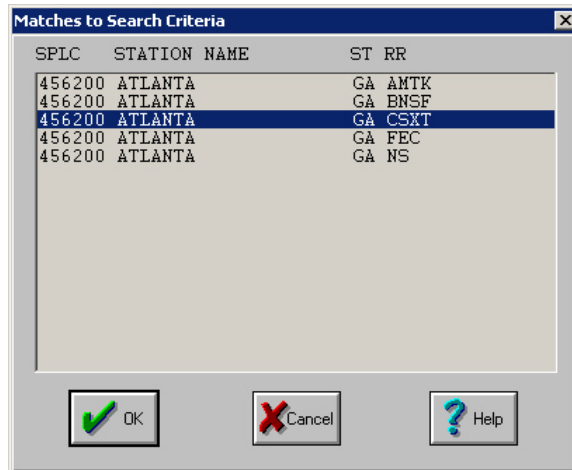 Matches to Search Criteria
SPLC STATION NAME ST RR
456200 ATLANTA GA AMTK
456200 ATLANTA GA BNSF
456200 ATLANTA GA CSXT
456200 ATLANTA GA FEC
456200 ATLANTA GA NS
OK Cancel Help